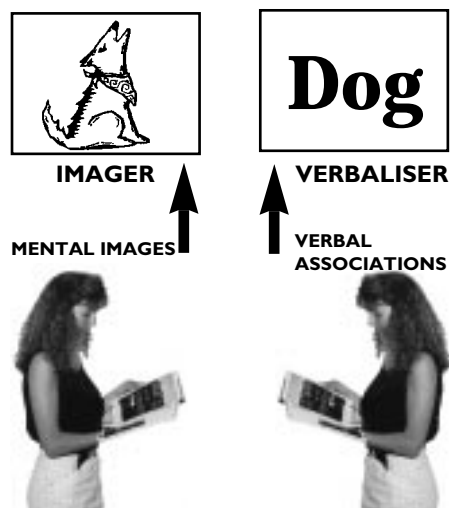 Dog
IMAGER
VERBALISER
MENTAL IMAGES
VERBAL
ASSOCIATIONS